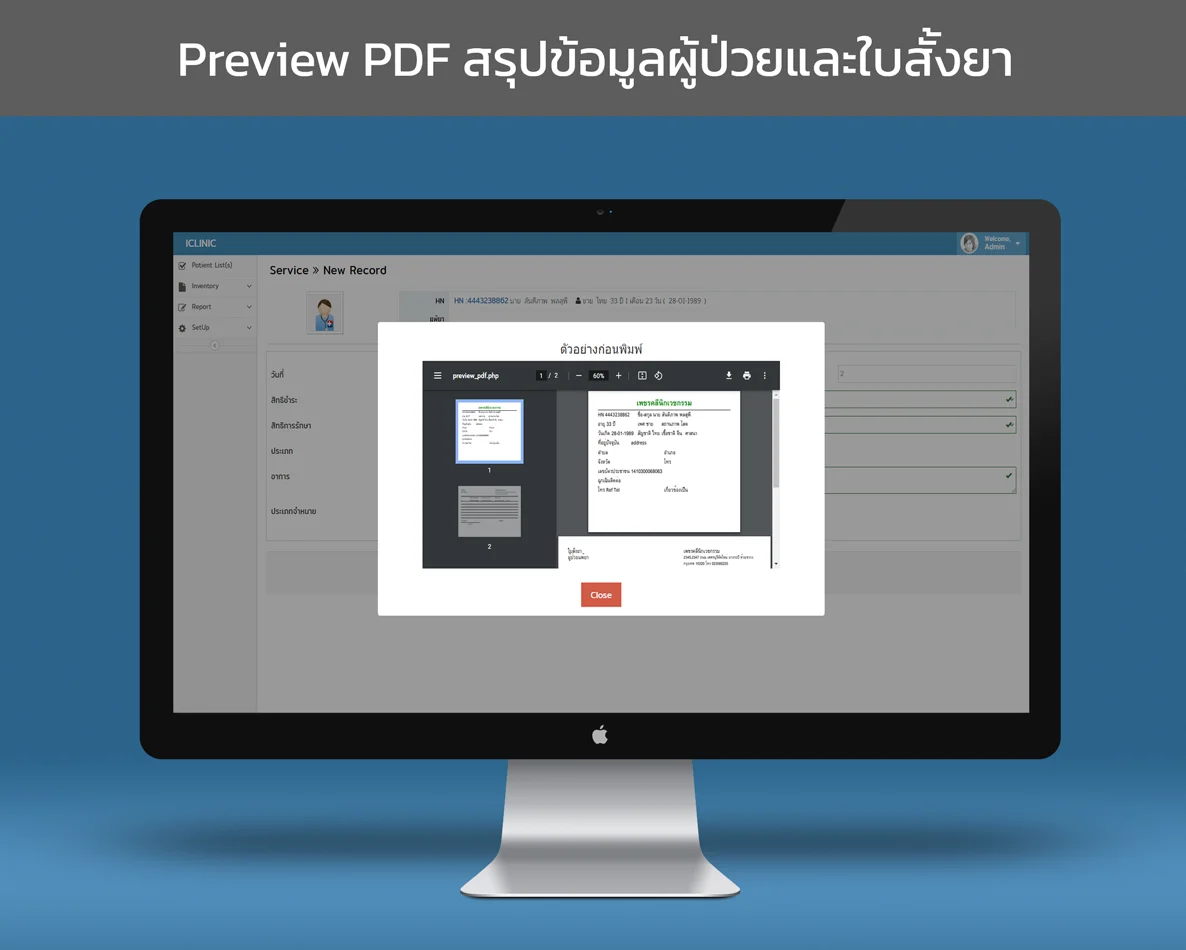 Preview PDF สรุปข้อมูลผู้ป่วยและใบสั่งยา
ICLINIC
Welcome,
Admin
Patient List(s)
Inventory
Report
SetUp
Service » New Record
HN
HN :4443238862 นาย สันติภาพ พลสุพี ชาย ไทย 33 ปี 1 เดือน 23 วัน ( 28-01-1989 )
แพ้ยา
วันที่
2
สิทธิชำระ
สิทธิการรักษา
ประเภท
อาการ
ประเภทจำหน่าย
ตัวอย่างก่อนพิมพ์
preview_pdf.php
1 / 2
60%
1
2
เพชรคลีนิกเวชกรรม
HN 4443238862 ชื่อ-สกุล นาย สันติภาพ พลสุพี
อายุ 33 ปี เพศ ชาย สถานภาพ โสด
วันเกิด 28-01-1989 สัญชาติ ไทย เชื้อชาติ จีน ศาสนา
ที่อยู่ปัจจุบัน address
ตำบล อำเภอ
จังหวัด โทร
เลขบัตรประชาชน 1410300068063
ญาติผู้ติดต่อ
โทร Ref Tel เกี่ยวข้องเป็น
ใบสั่งยา
ผู้ป่วยแพ้ยา
เพชรคลีนิกเวชกรรม
Close